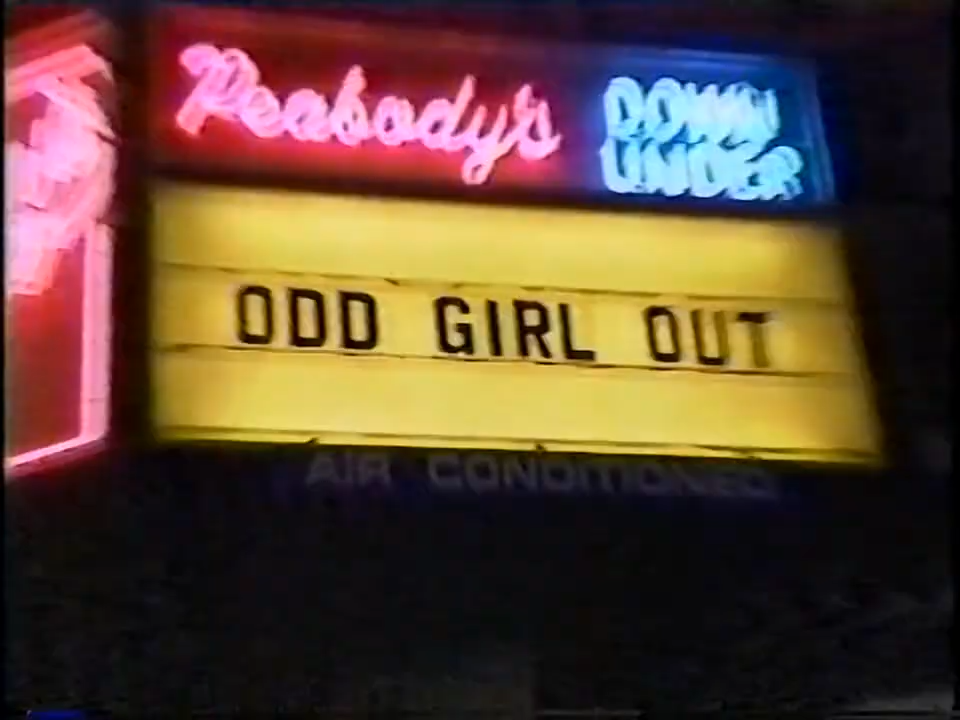 Peabody's
DOWN
UNDER
ODD GIRL OUT
AIR CONDITIONED